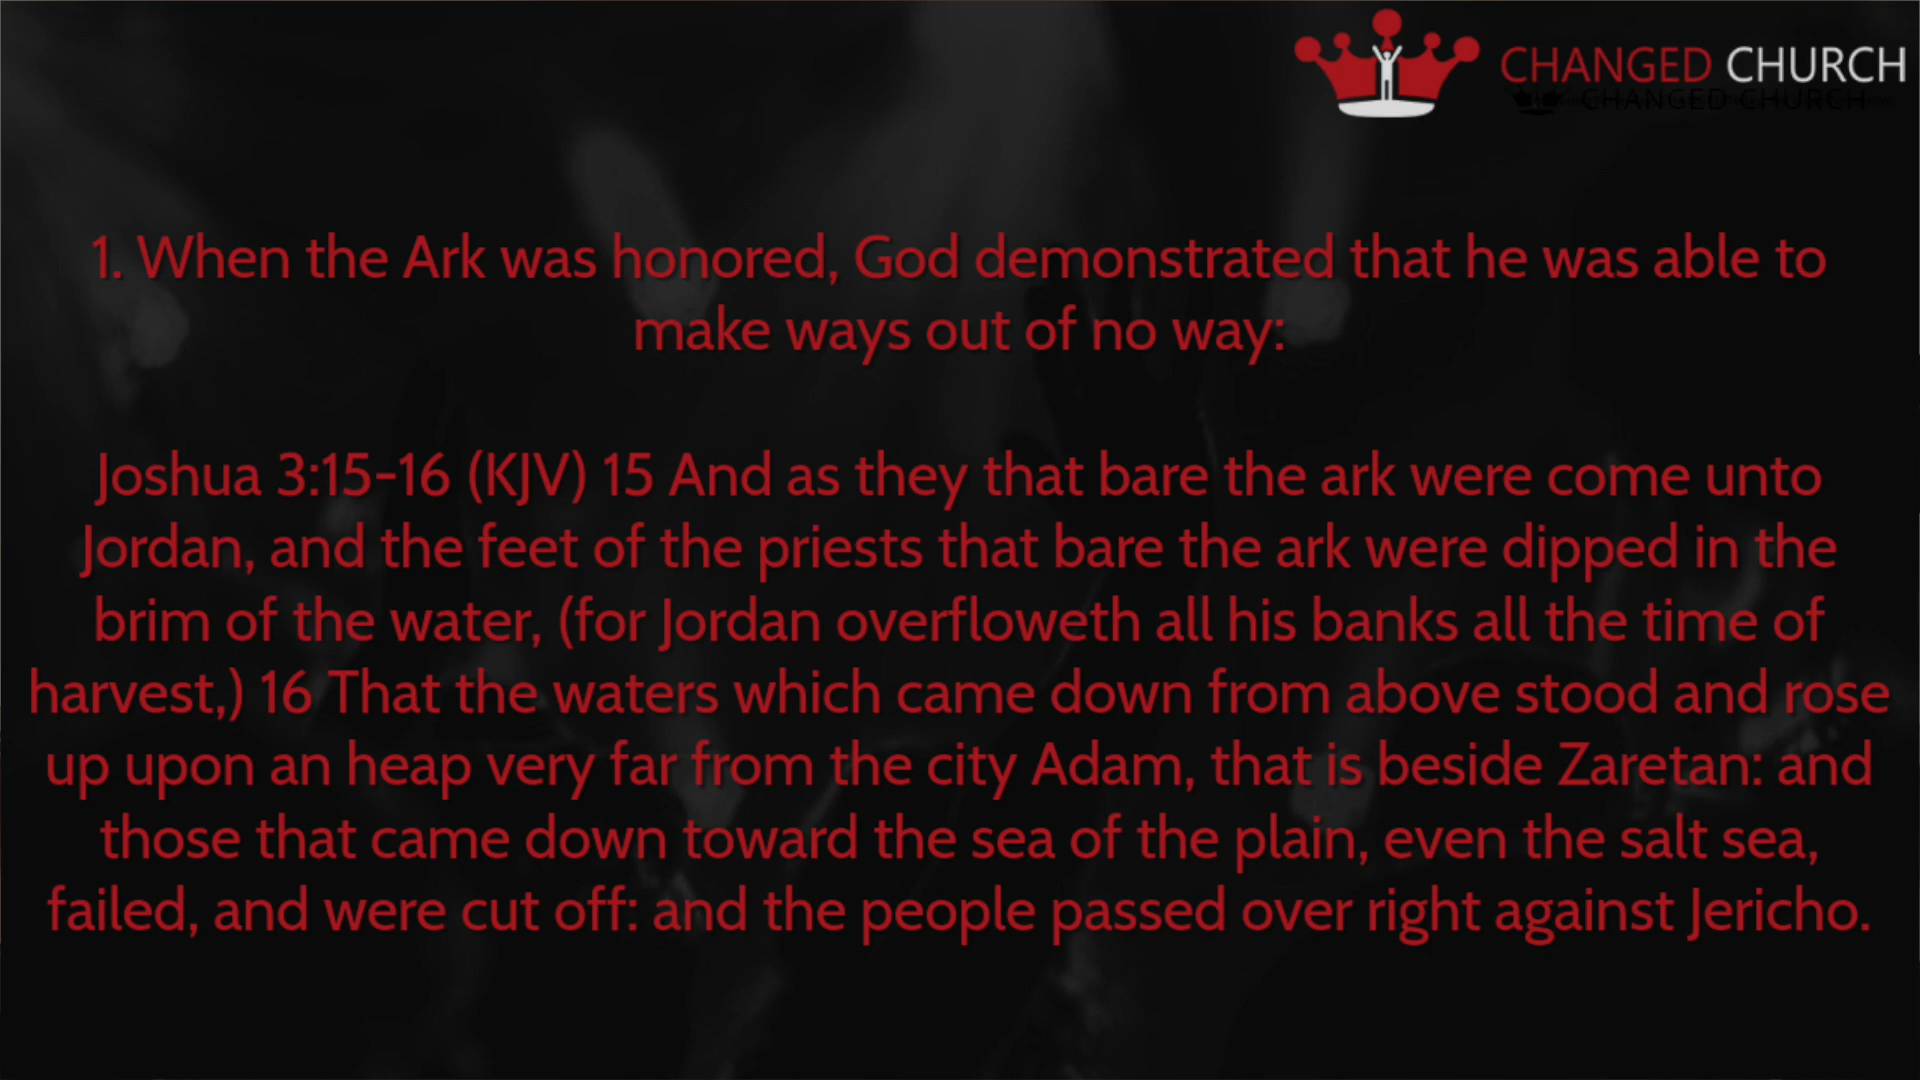 CHANGED CHURCH
CHANGED CHURCH
1. When the Ark was honored, God demonstrated that he was able to
make ways out of no way:
Joshua 3:15-16 (KJV) 15 And as they that bare the ark were come unto
Jordan, and the feet of the priests that bare the ark were dipped in the
brim of the water, (for Jordan overfloweth all his banks all the time of
harvest,) 16 That the waters which came down from above stood and rose
up upon an heap very far from the city Adam, that is beside Zaretan: and
those that came down toward the sea of the plain, even the salt sea,
failed, and were cut off: and the people passed over right against Jericho.